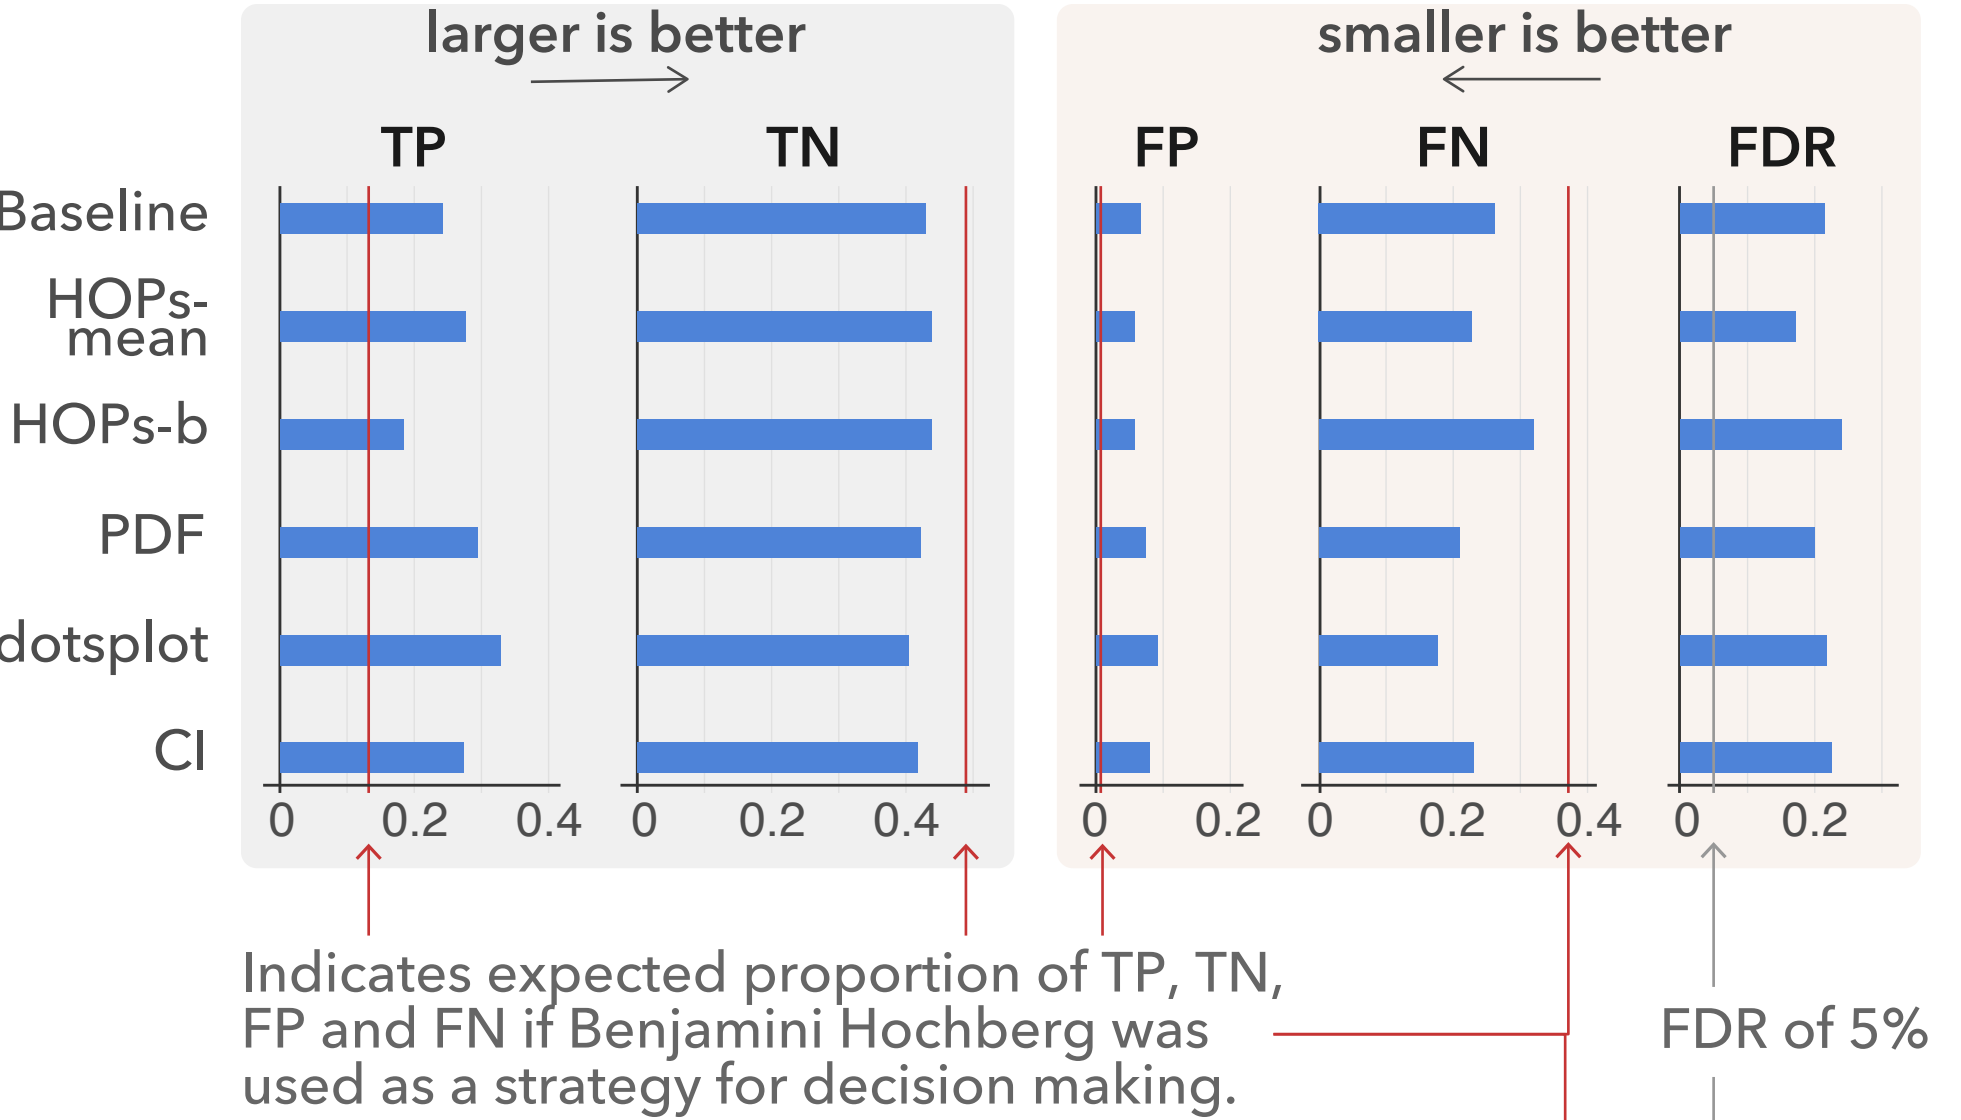 larger is better
smaller is better
TP
TN
FP
FN
FDR
Baseline
HOPs-
mean
HOPs-b
PDF
dotsplot
CI
0 0.2 0.4
0 0.2 0.4
0 0.2
0 0.2 0.4
0 0.2
Indicates expected proportion of TP, TN,
FP and FN if Benjamini Hochberg was
used as a strategy for decision making.
FDR of 5%